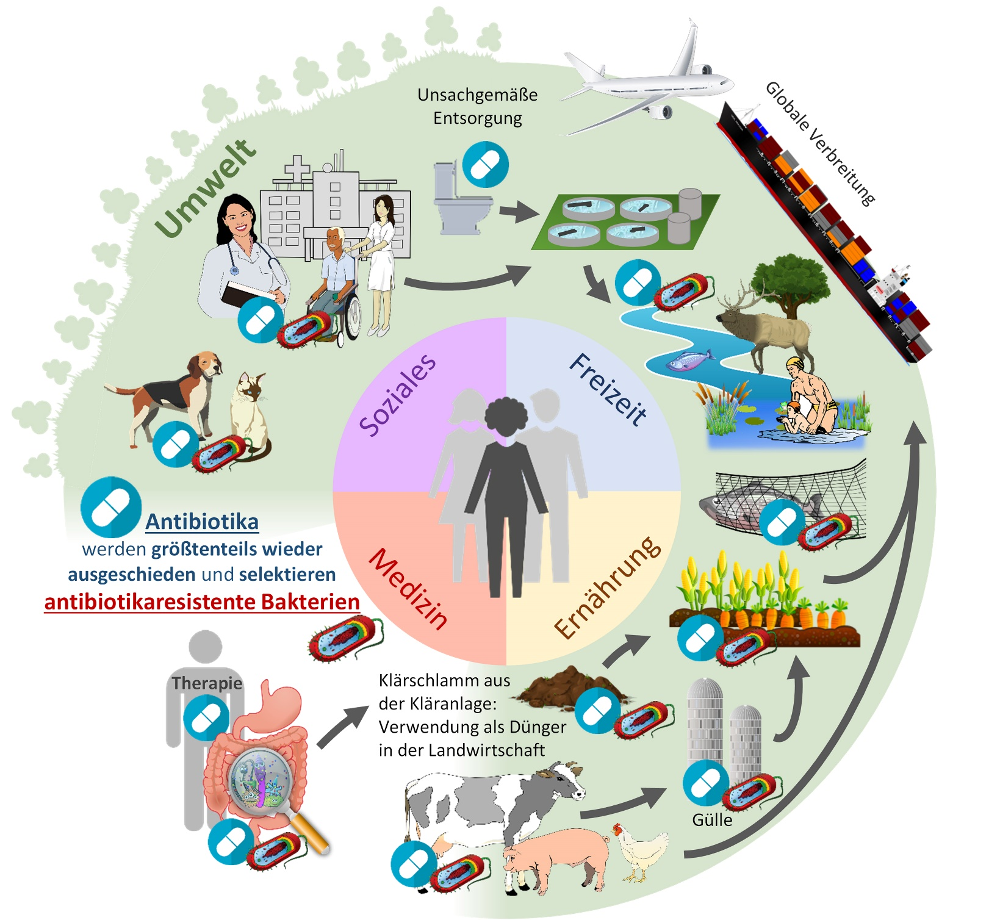 Unsachgemäße
Entsorgung
Globale Verbreitung
Umwelt
Soziales
Freizeit
Medizin
Ernährung
Antibiotika
werden größtenteils wieder
ausgeschieden und selektieren
antibiotikaresistente Bakterien
Therapie
Klärschlamm aus
der Kläranlage:
Verwendung als Dünger
in der Landwirtschaft
Gülle